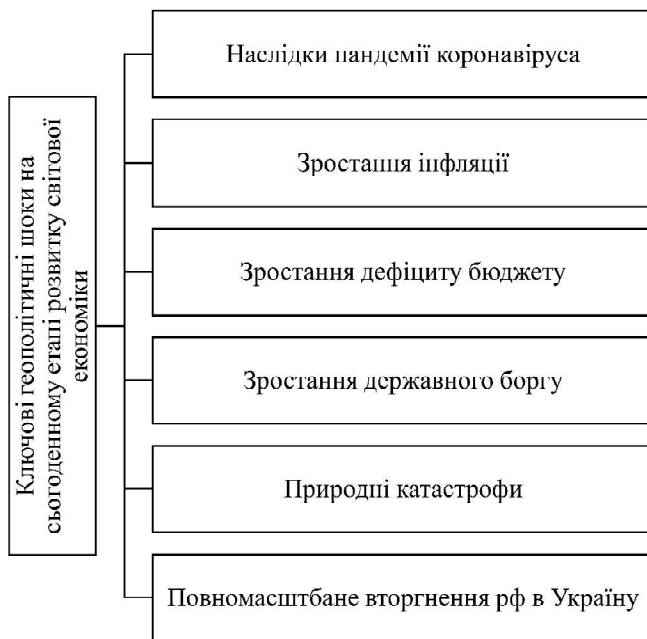 Ключові геополітичні шоки на
сьогоденному етапі розвитку світової
економіки
Наслідки пандемії коронавіруса
Зростання інфляції
Зростання дефіциту бюджету
Зростання державного боргу
Природні катастрофи
Повномасштбане вторгнення рф в Україну